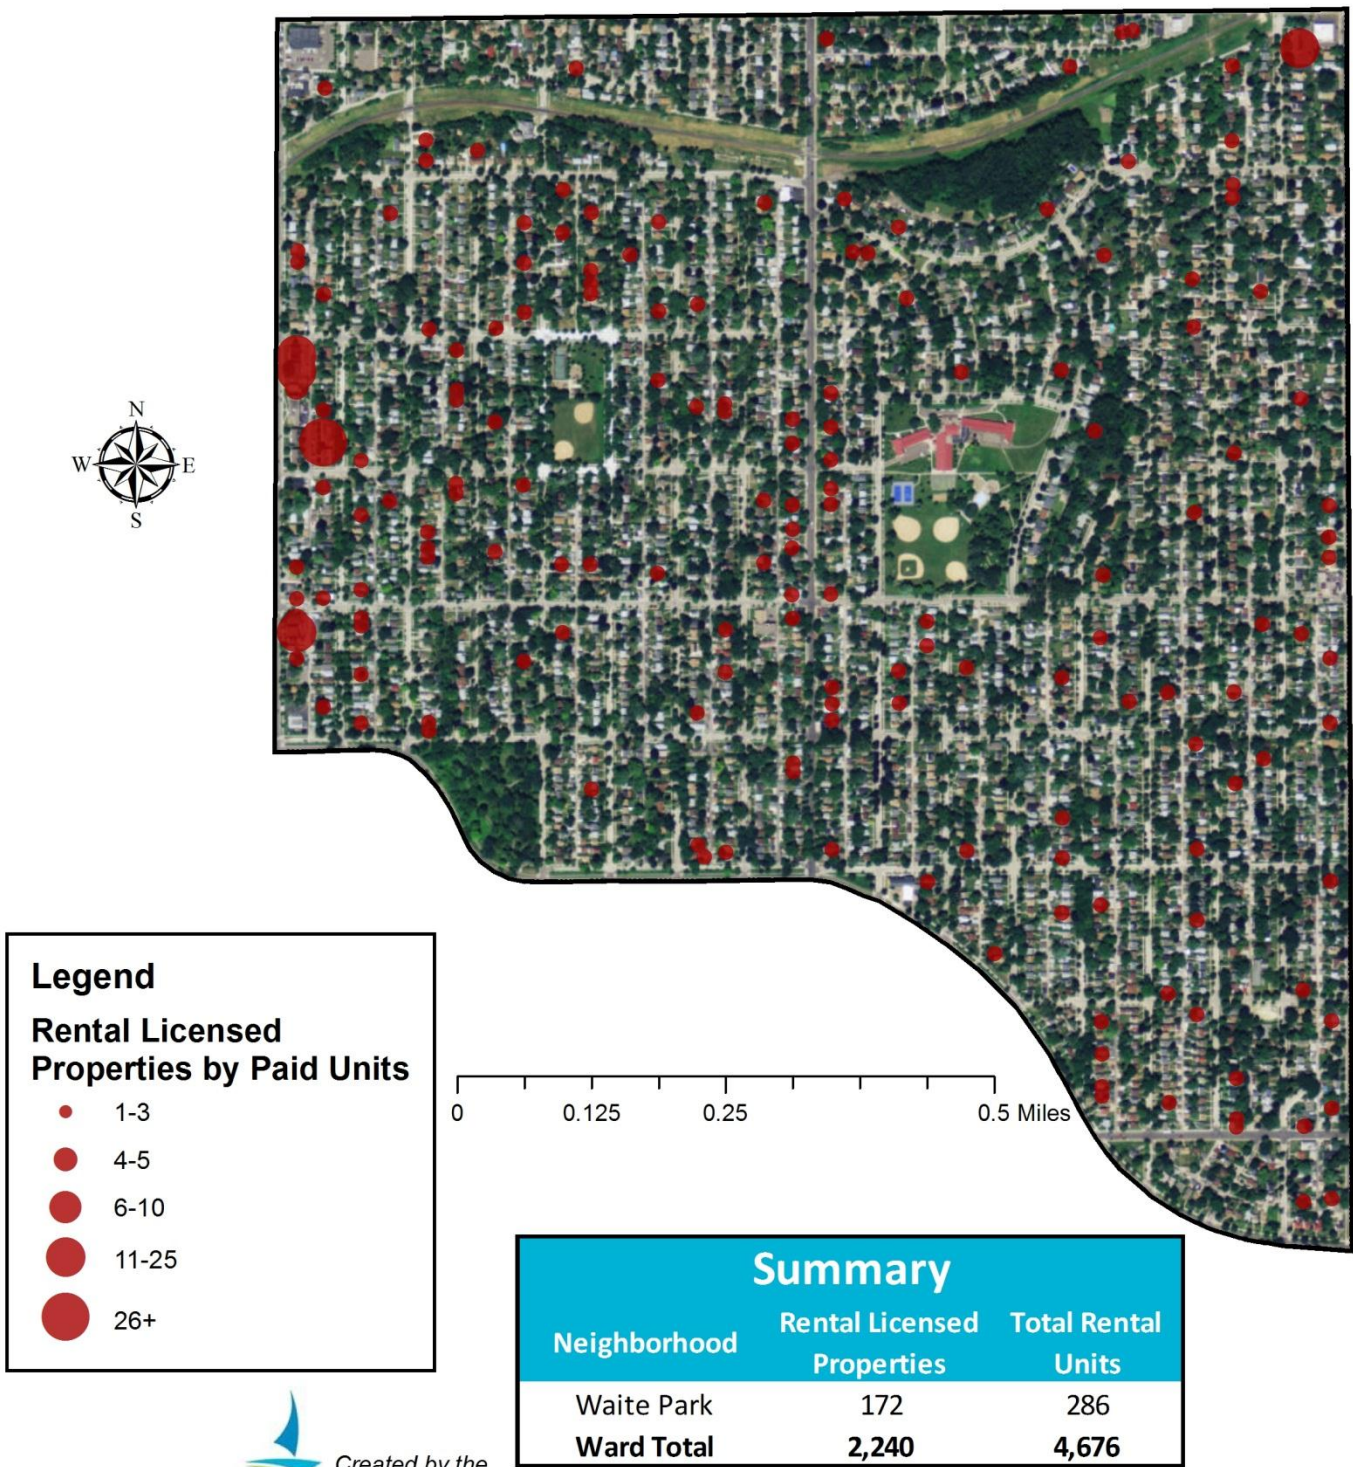 N
W
E
S
Legend
Rental Licensed
Properties by Paid Units
1-3
4-5
6-10
11-25
26+
0
0.125
0.25
0.5 Miles
Summary
Neighborhood
Rental Licensed
Properties
Total Rental
Units
Waite Park 172 286
Ward Total 2,240 4,676
Created by the